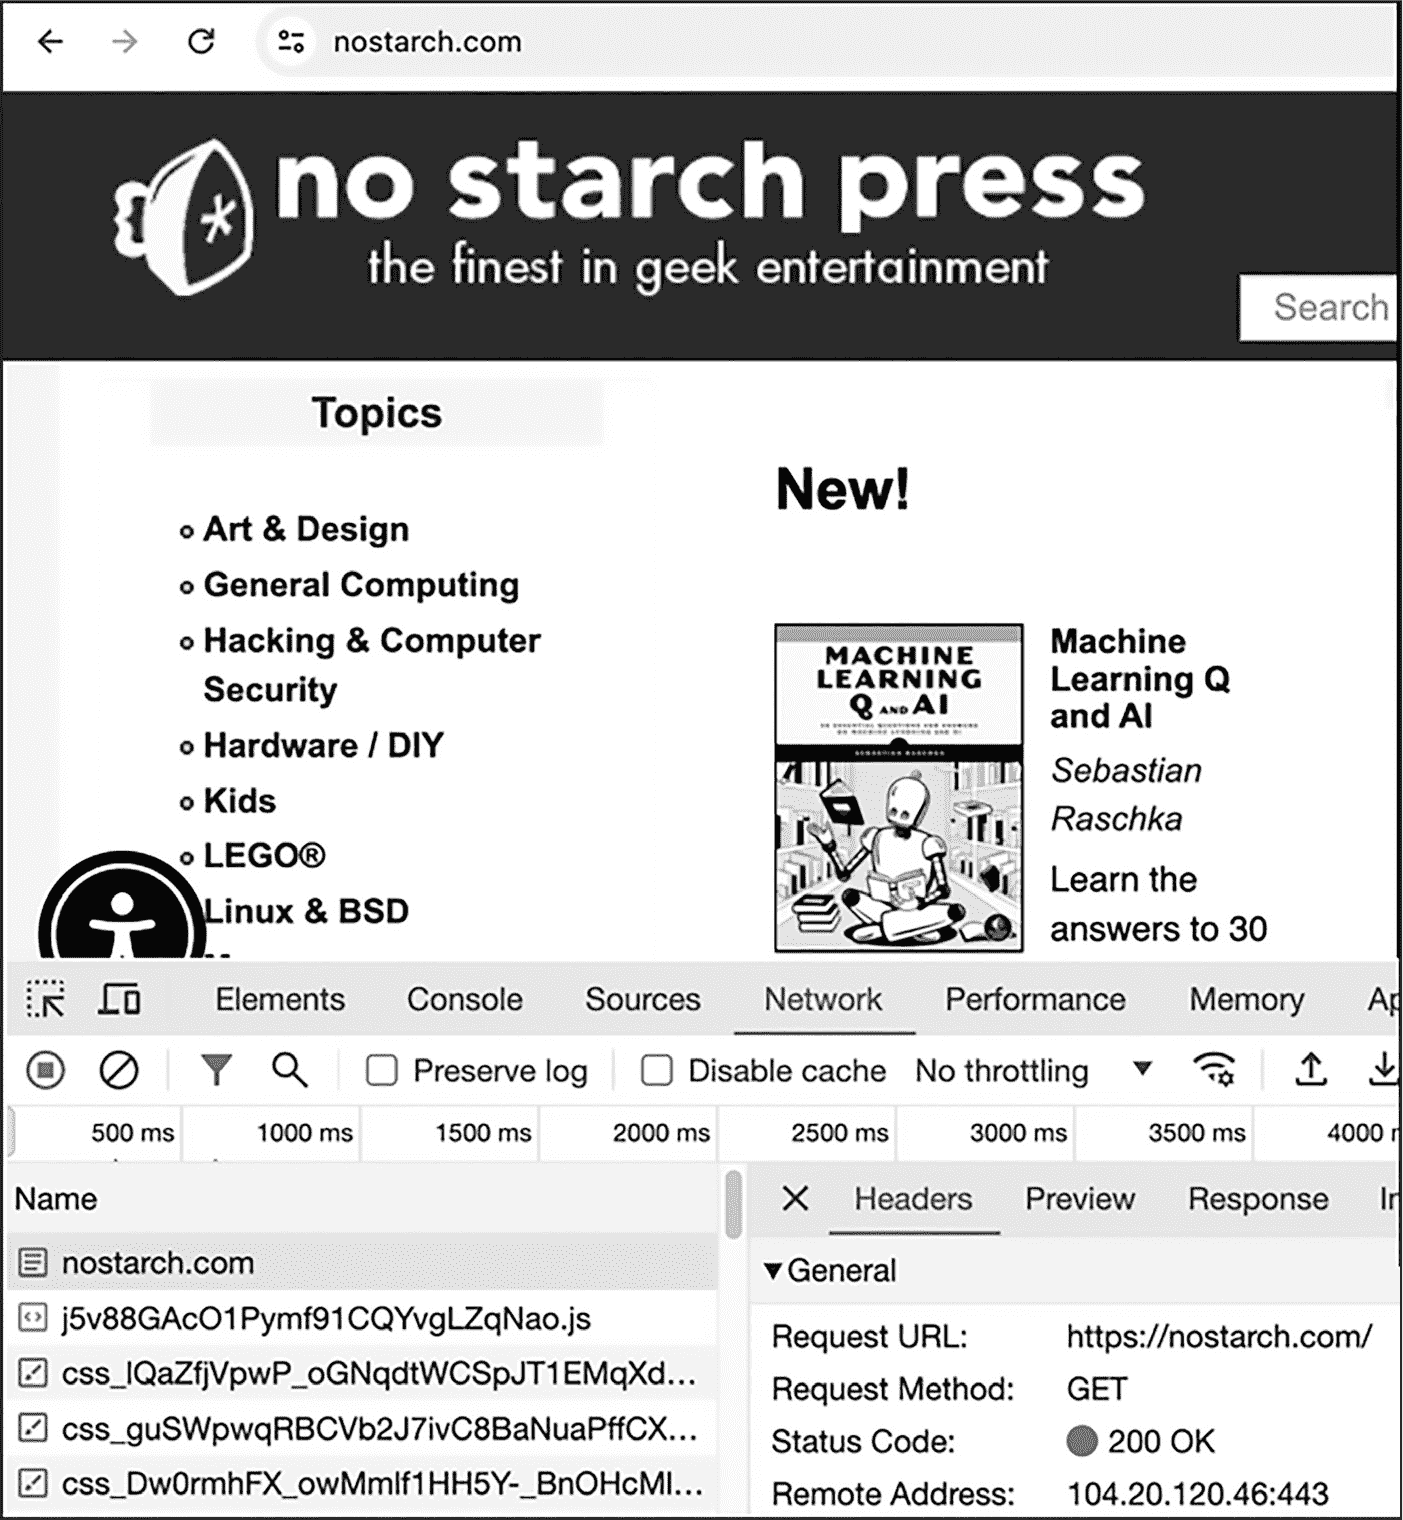 nostarch.com
no starch press
the finest in geek entertainment
Search
Topics
Art & Design
General Computing
Hacking & Computer
Security
Hardware / DIY
Kids
LEGO®
Linux & BSD
New!
MACHINE
LEARNING
Q AND AI
SEBASTIAN RASCHKA
Machine
Learning Q
and AI
Sebastian
Raschka
Learn the
answers to 30
Elements Console Sources Network Performance Memory Ap
Preserve log Disable cache No throttling
500 ms 1000 ms 1500 ms 2000 ms 2500 ms 3000 ms 3500 ms 4000
Name
nostarch.com
j5v88GAcO1Pymf91CQYvgLZqNao.js
css_lQaZfjVpwP_oGNqdtWCSpJT1EMqXd...
css_guSWpwqRBCVb2J7ivC8BaNuaPffCX...
css_Dw0rmhFX_owMmlf1HH5Y-_BnOHcMl...
Headers Preview Response
General
Request URL: https://nostarch.com/
Request Method: GET
Status Code: 200 OK
Remote Address: 104.20.120.46:443